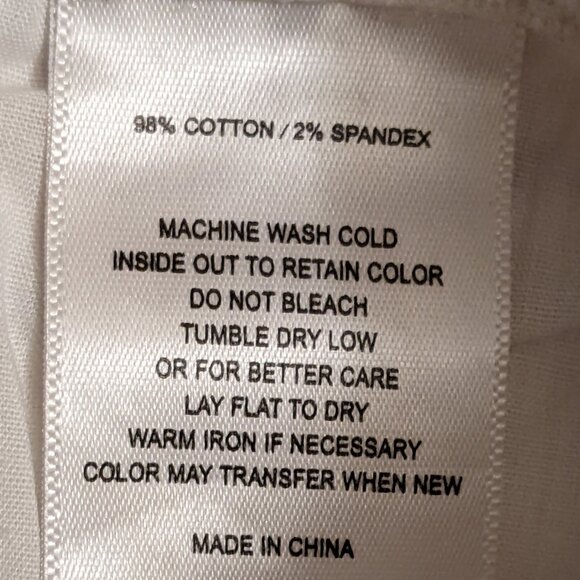 98% COTTON / 2% SPANDEX
MACHINE WASH COLD
INSIDE OUT TO RETAIN COLOR
DO NOT BLEACH
TUMBLE DRY LOW
OR FOR BETTER CARE
LAY FLAT TO DRY
WARM IRON IF NECESSARY
COLOR MAY TRANSFER WHEN NEW
MADE IN CHINA